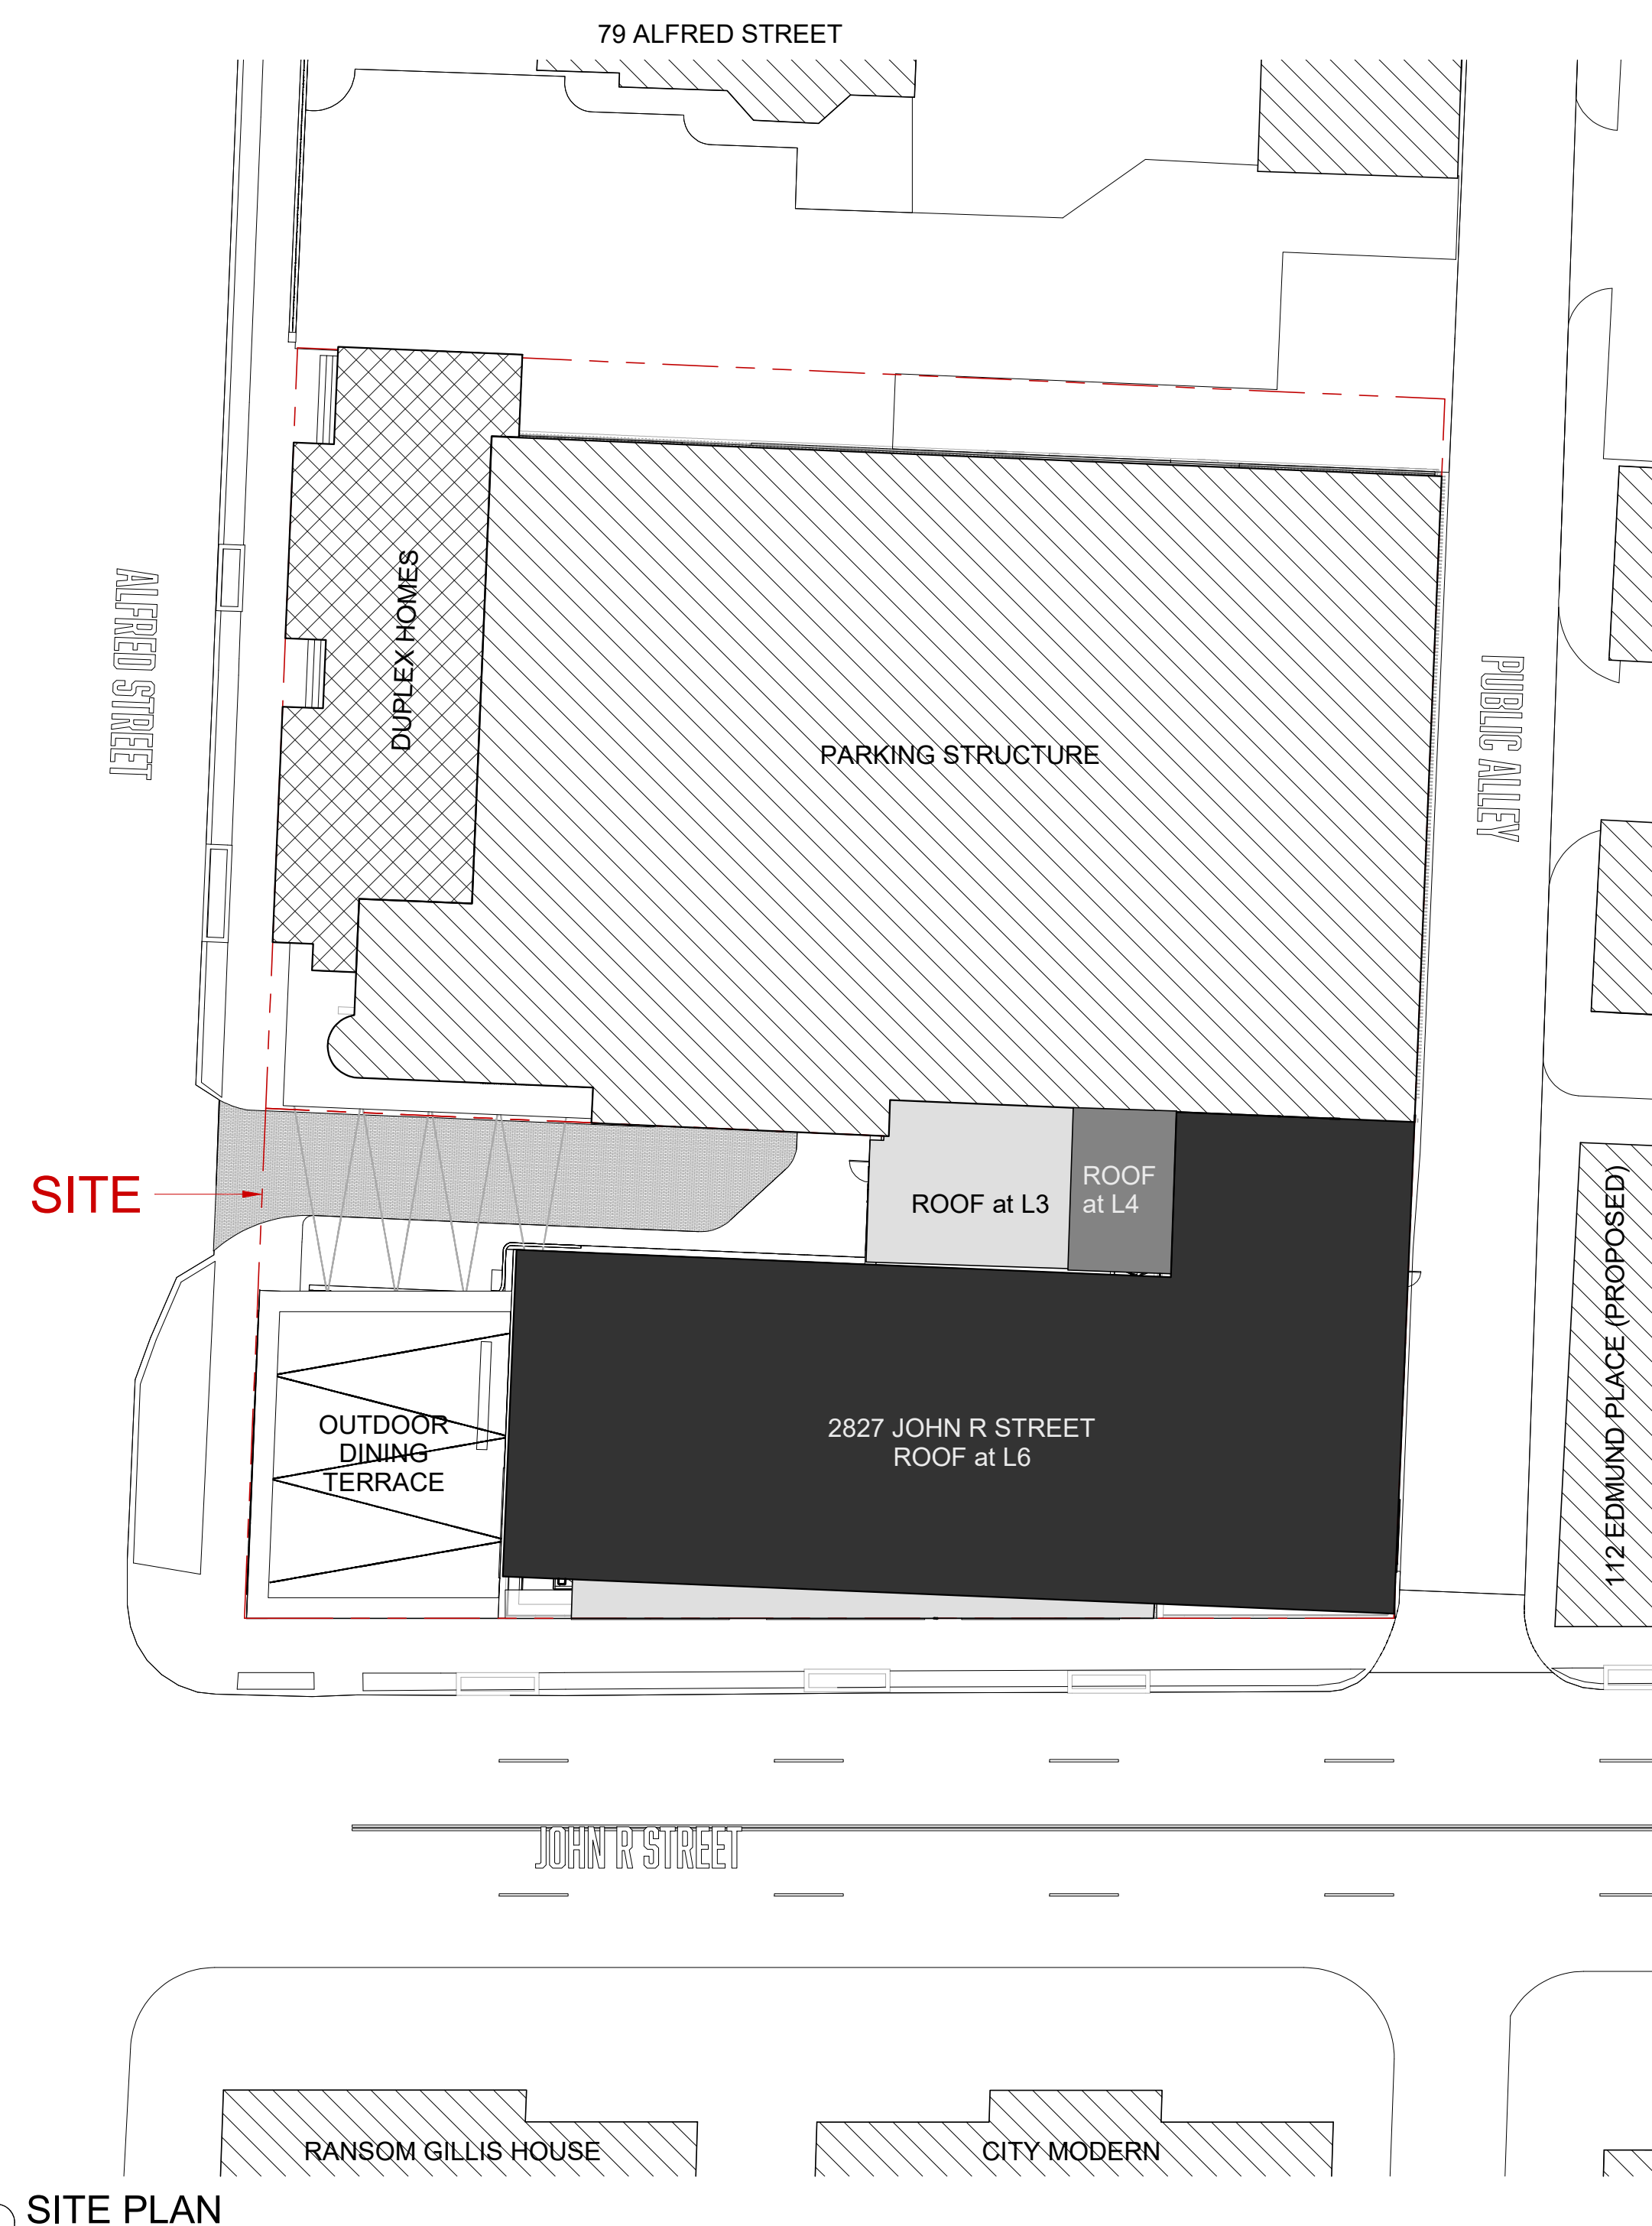 79 ALFRED STREET
DUPLEX HOMES
ALFRED STREET
PARKING STRUCTURE
PUBLIC ALLEY
SITE
ROOF at L3
ROOF
at L4
OUTDOOR
DINING
TERRACE
2827 JOHN R STREET
ROOF at L6
112 EDMUND PLACE (PROPOSED)
JOHN R STREET
RANSOM GILLIS HOUSE
CITY MODERN
SITE PLAN